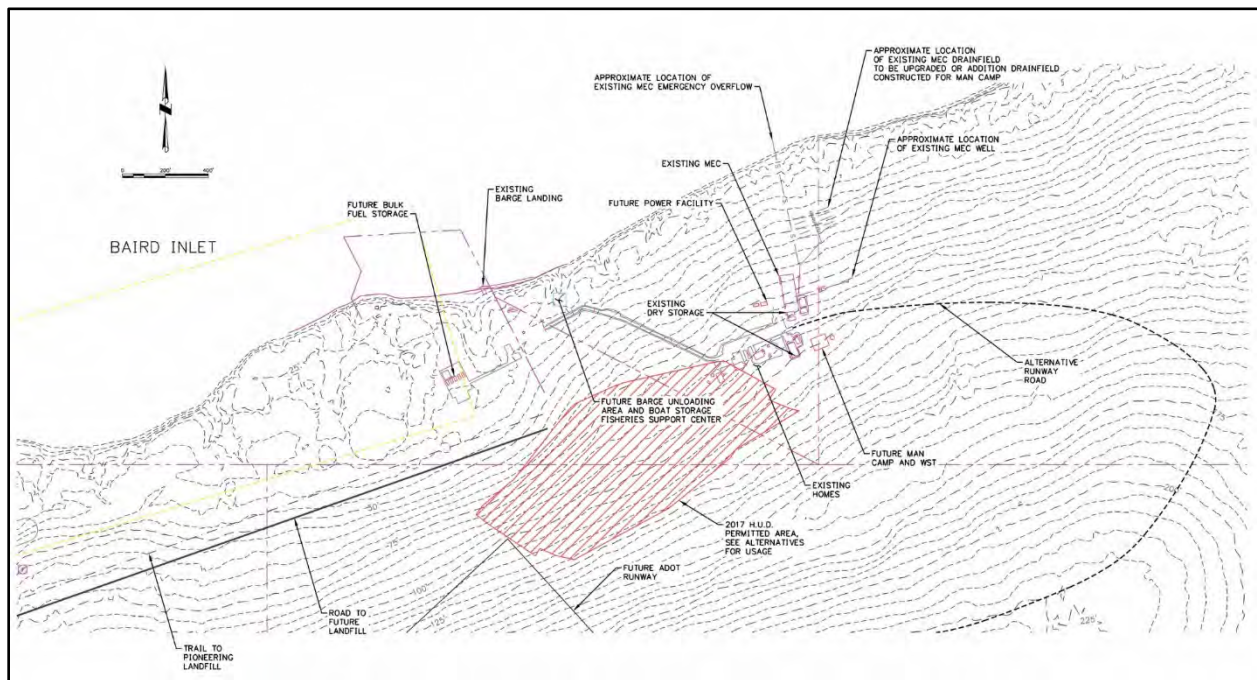 APPROXIMATE LOCATION
OF EXISTING MEC DRAINFIELD
TO BE UPGRADED OR ADDITION DRAINFIELD
CONSTRUCTED FOR MAN CAMP
APPROXIMATE LOCATION OF
EXISTING MEC EMERGENCY OVERFLOW
APPROXIMATE LOCATION
OF EXISTING MEC WELL
EXISTING MEC
0
200'
400'
EXISTING
BARGE LANDING
FUTURE BULK
FUEL STORAGE
FUTURE POWER FACILITY
BAIRD INLET
EXISTING
DRY STORAGE
ALTERNATIVE
RUNWAY
ROAD
25'
FUTURE BARGE UNLOADING
AREA AND BOAT STORAGE
FISHERIES SUPPORT CENTER
175'
FUTURE MAN
CAMP AND WST
EXISTING
HOMES
200'
50'
75'
2017 H.U.D.
PERMITTED AREA,
SEE ALTERNATIVES
FOR USAGE
FUTURE ADOT
RUNWAY
100'
125'
ROAD TO
FUTURE
LANDFILL
225'
TRAIL TO
PIONEERING
LANDFILL